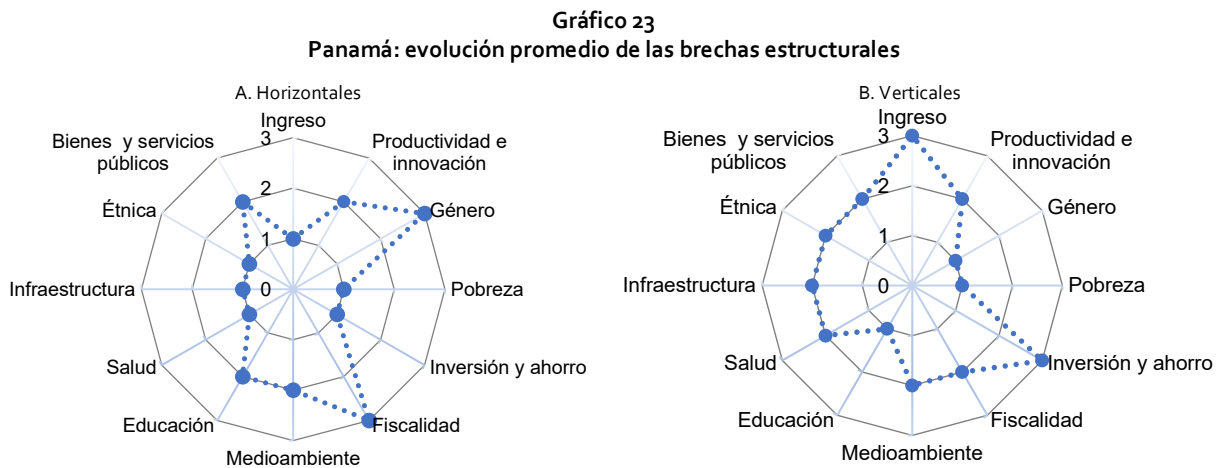 Gráfico 23
Panamá: evolución promedio de las brechas estructurales
A. Horizontales
Ingreso
Productividad e
innovación
Género
Pobreza
Inversión y ahorro
Fiscalidad
Medioambiente
Educación
Salud
Infraestructura
Étnica
Bienes y servicios
públicos
3
2
1
0
B. Verticales
Ingreso
Productividad e
innovación
Género
Pobreza
Inversión y ahorro
Fiscalidad
Medioambiente
Educación
Salud
Infraestructura
Étnica
Bienes y servicios
públicos
3
2
1
0